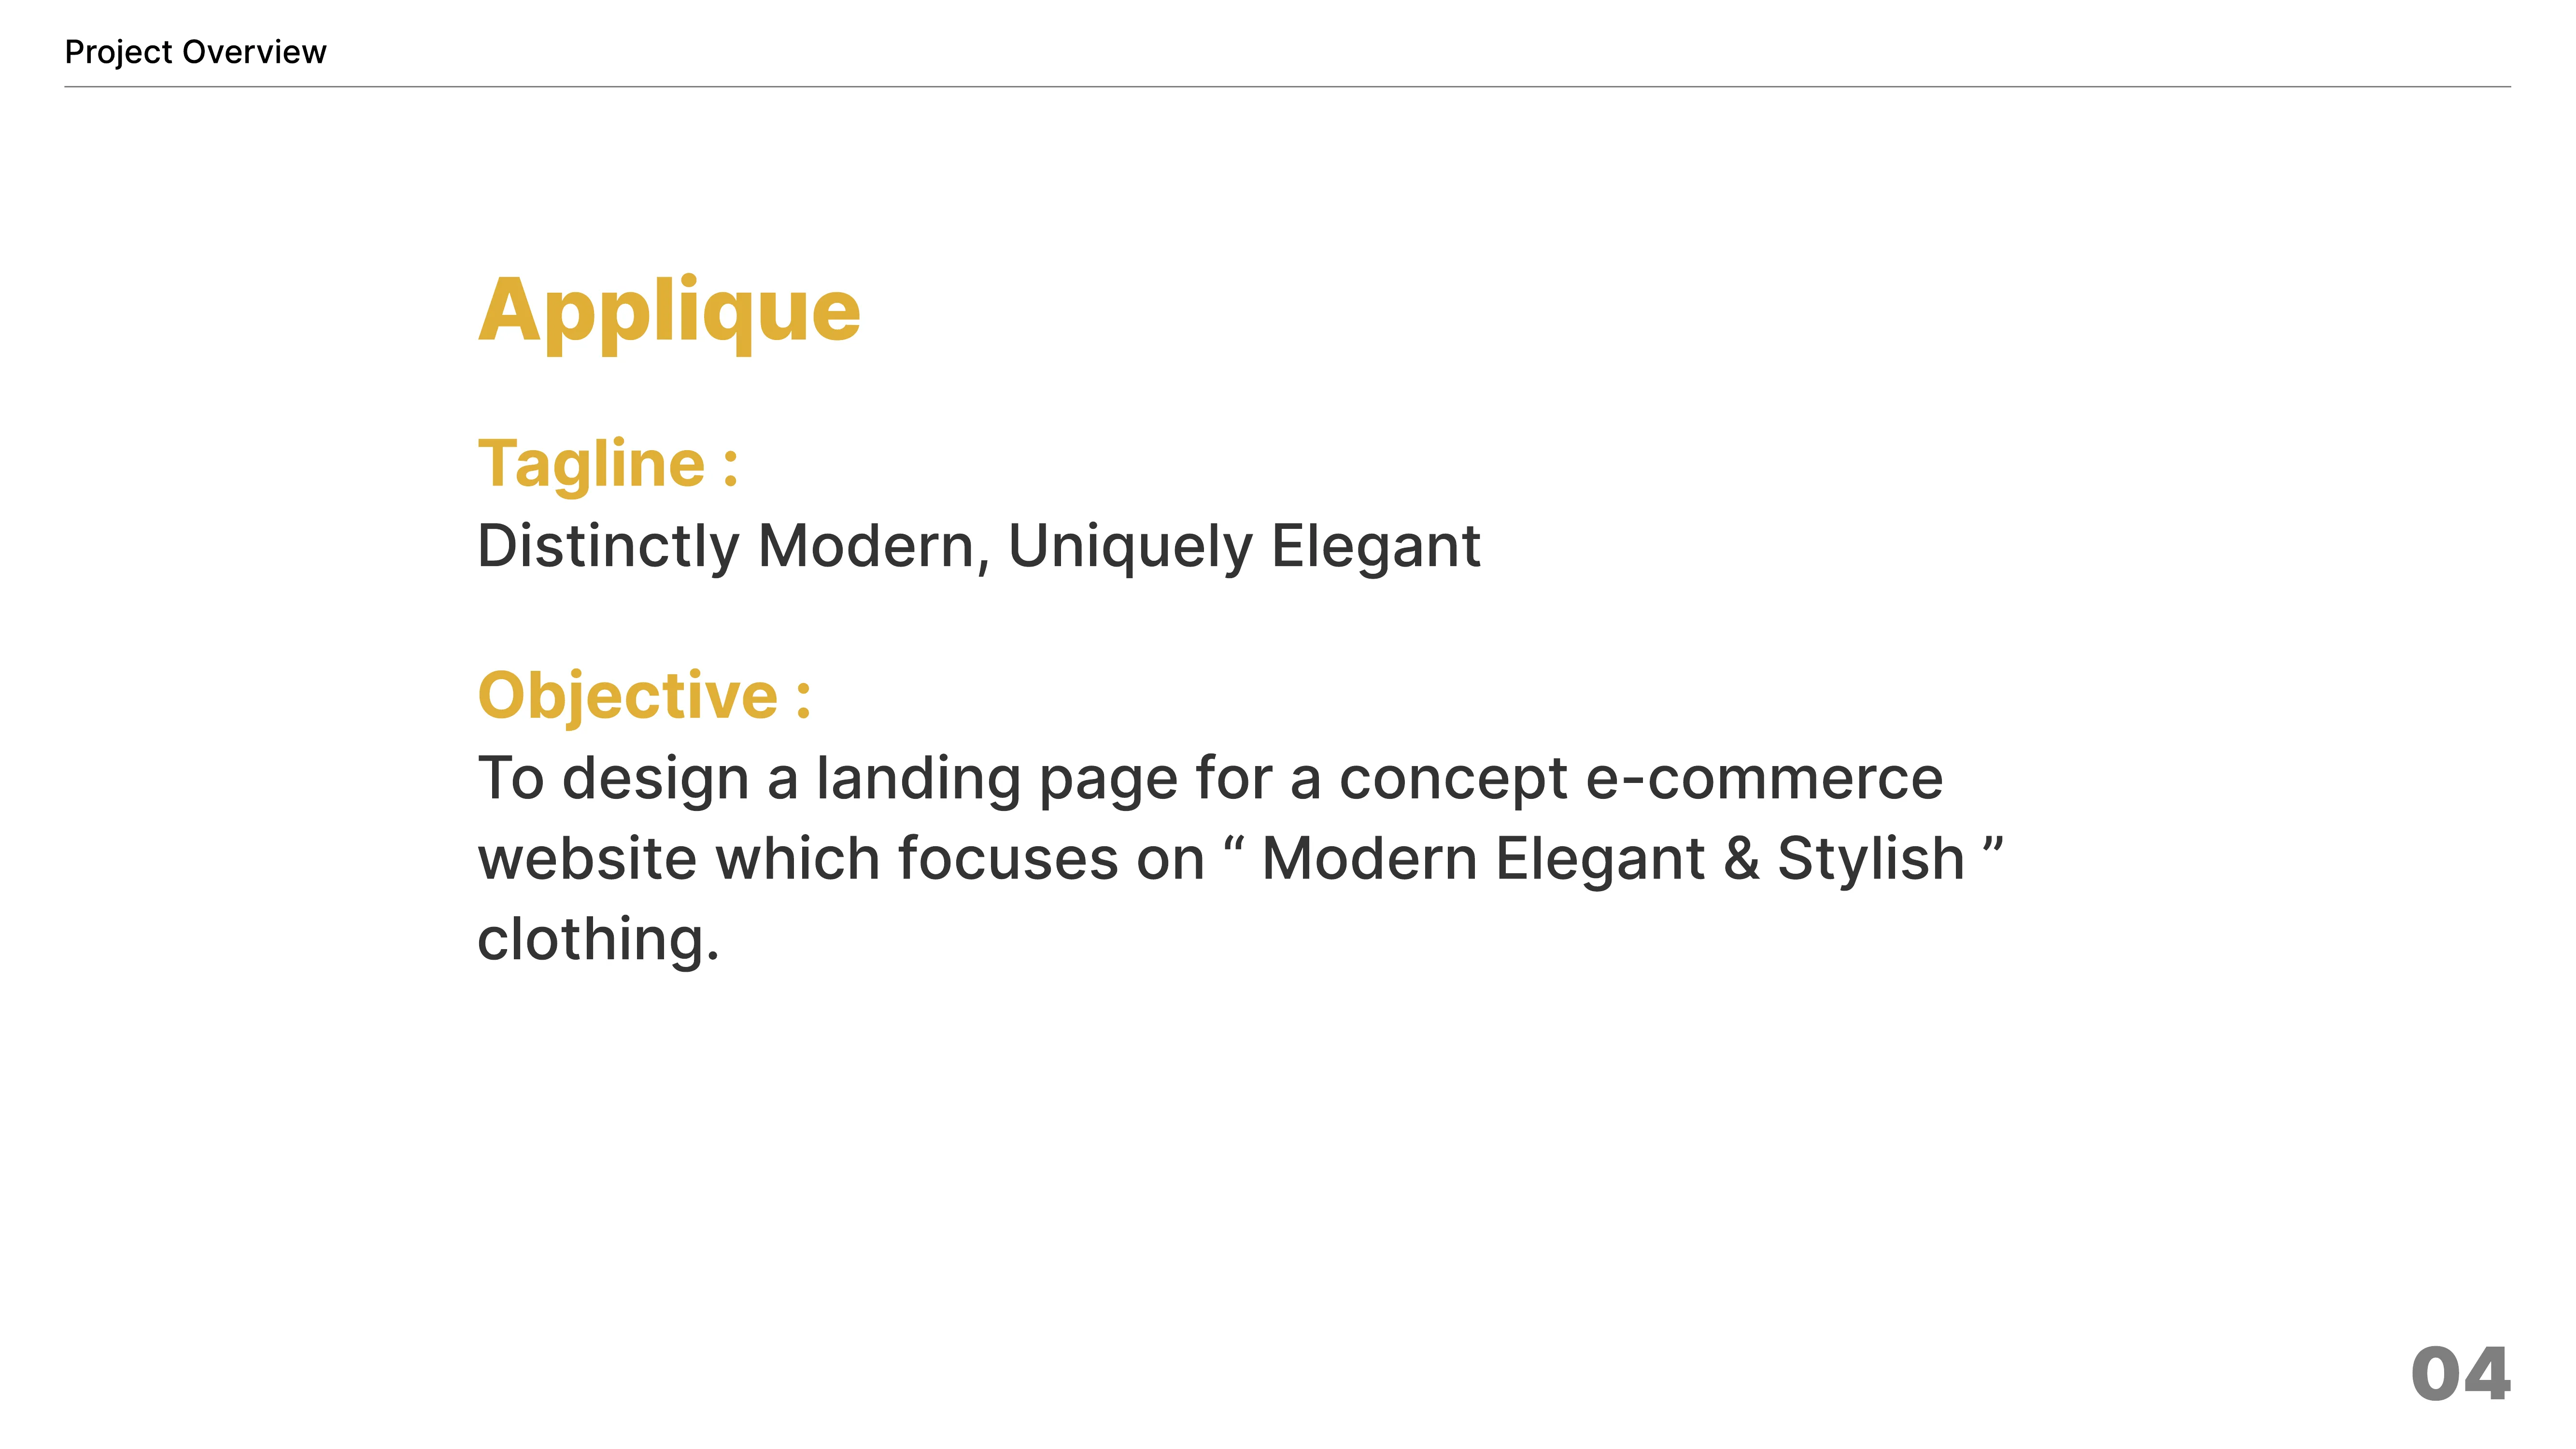 Project Overview
Applique
Tagline :
Distinctly Modern, Uniquely Elegant
Objective :
To design a landing page for a concept e-commerce
website which focuses on “ Modern Elegant & Stylish ”
clothing.
04